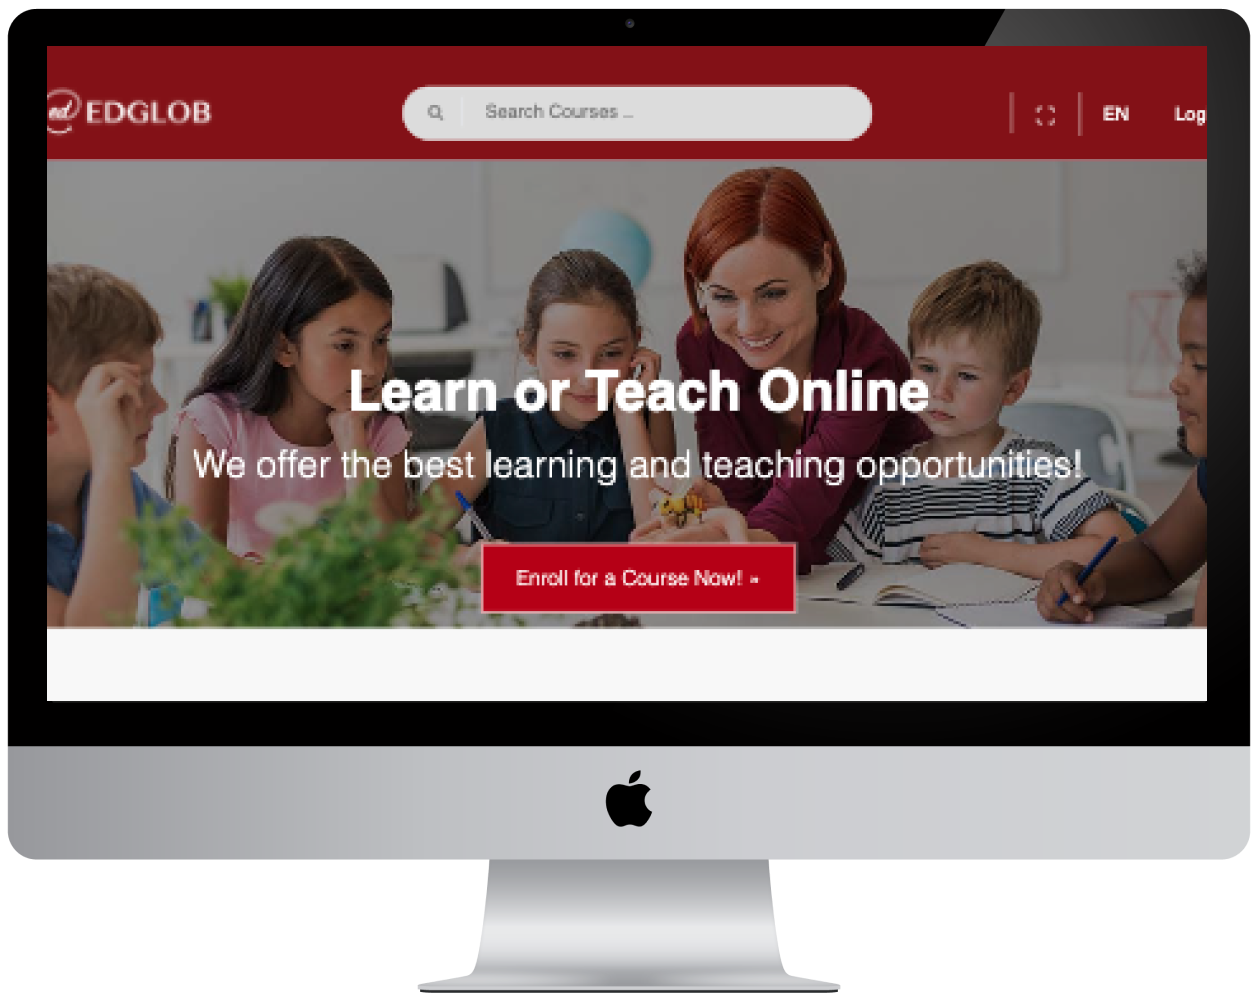 ed EDGLOB
Search Courses ...
EN
Log
Learn or Teach Online
We offer the best learning and teaching opportunities!
Enroll for a Course Now! »